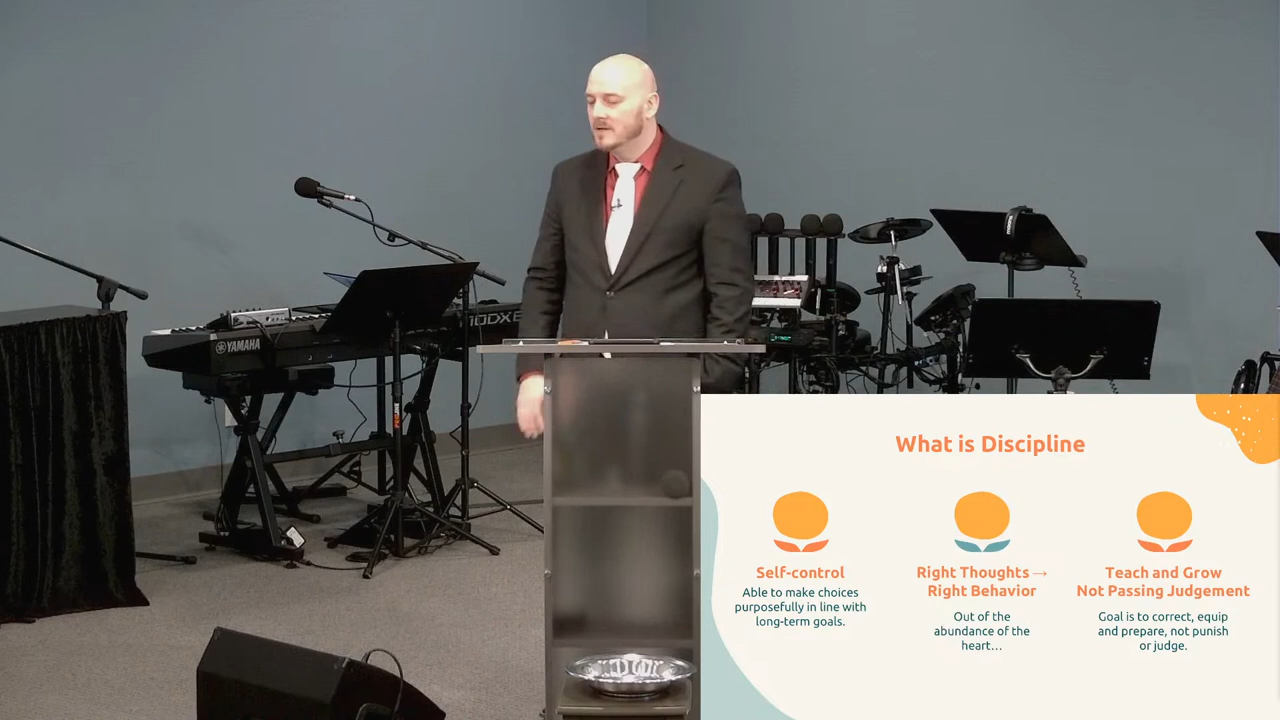 YAMAHA
What is Discipline
Self-control
Able to make choices
purposefully in line with
long-term goals.
Right Thoughts →
Right Behavior
Out of the
abundance of the
heart...
Teach and Grow
Not Passing Judgement
Goal is to correct, equip
and prepare, not punish
or judge.